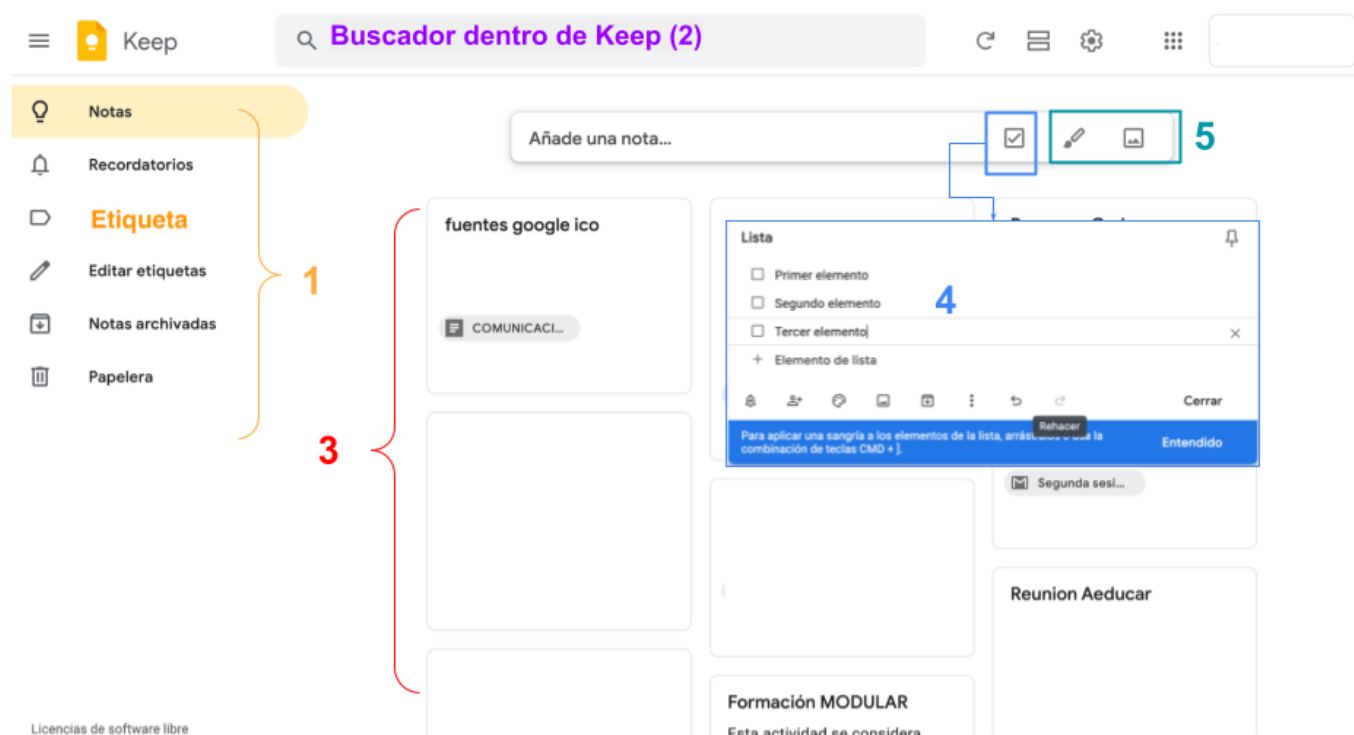 Keep
Buscador dentro de Keep (2)
Notas
Recordatorios
Etiqueta
Editar etiquetas
Notas archivadas
Papelera
1
Añade una nota...
5
3
fuentes google ico
COMUNICACI...
Lista
Primer elemento
Segundo elemento
4
Tercer elemento
Elemento de lista
Cerrar
Rehacer
Para aplicar una sangría a los elementos de la lista, o usa la
combinación de teclas CMD + ].
Entendido
Segunda sesi...
Reunion Aeducar
Formación MODULAR
Esta actividad se considera
Licencias de software libre